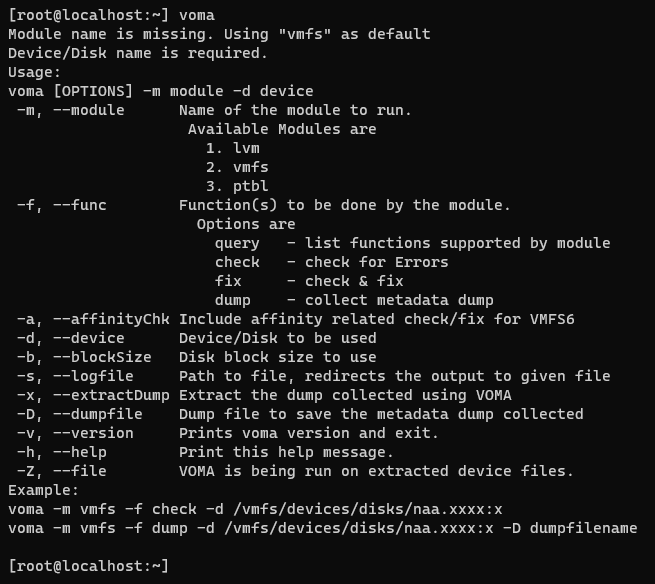 [root@localhost:~] voma
Module name is missing. Using "vmfs" as default
Device/Disk name is required.
Usage:
voma [OPTIONS] -m module -d device
 -m, --module      Name of the module to run.
                    Available Modules are
                      1. lvm
                      2. vmfs
                      3. ptbl
 -f, --func        Function(s) to be done by the module.
                     Options are
                       query   - list functions supported by module
                       check   - check for Errors
                       fix     - check & fix
                       dump    - collect metadata dump
 -a, --affinityChk Include affinity related check/fix for VMFS6
 -d, --device      Device/Disk to be used
 -b, --blockSize   Disk block size to use
 -s, --logfile     Path to file, redirects the output to given file
 -x, --extractDump Extract the dump collected using VOMA
 -D, --dumpfile    Dump file to save the metadata dump collected
 -v, --version     Prints voma version and exit.
 -h, --help        Print this help message.
 -Z, --file        VOMA is being run on extracted device files.
Example:
voma -m vmfs -f check -d /vmfs/devices/disks/naa.xxxx:x
voma -m vmfs -f dump -d /vmfs/devices/disks/naa.xxxx:x -D dumpfilename

[root@localhost:~]